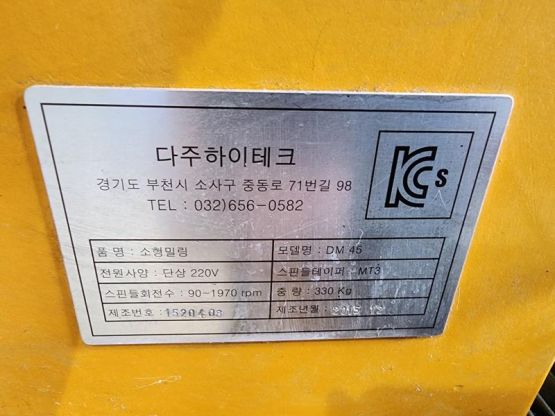 다주하이테크
경기도 부천시 소사구 중동로 71번길 98
TEL : 032)656-0582
KCs
품 명 : 소형밀링 모델명 : DM 45
전원사양 : 단상 220V 스핀들테이퍼 : MT3
스핀들회전수 : 90-1970 rpm 중 량 : 330 Kg
제조번호 : 제조년월 :